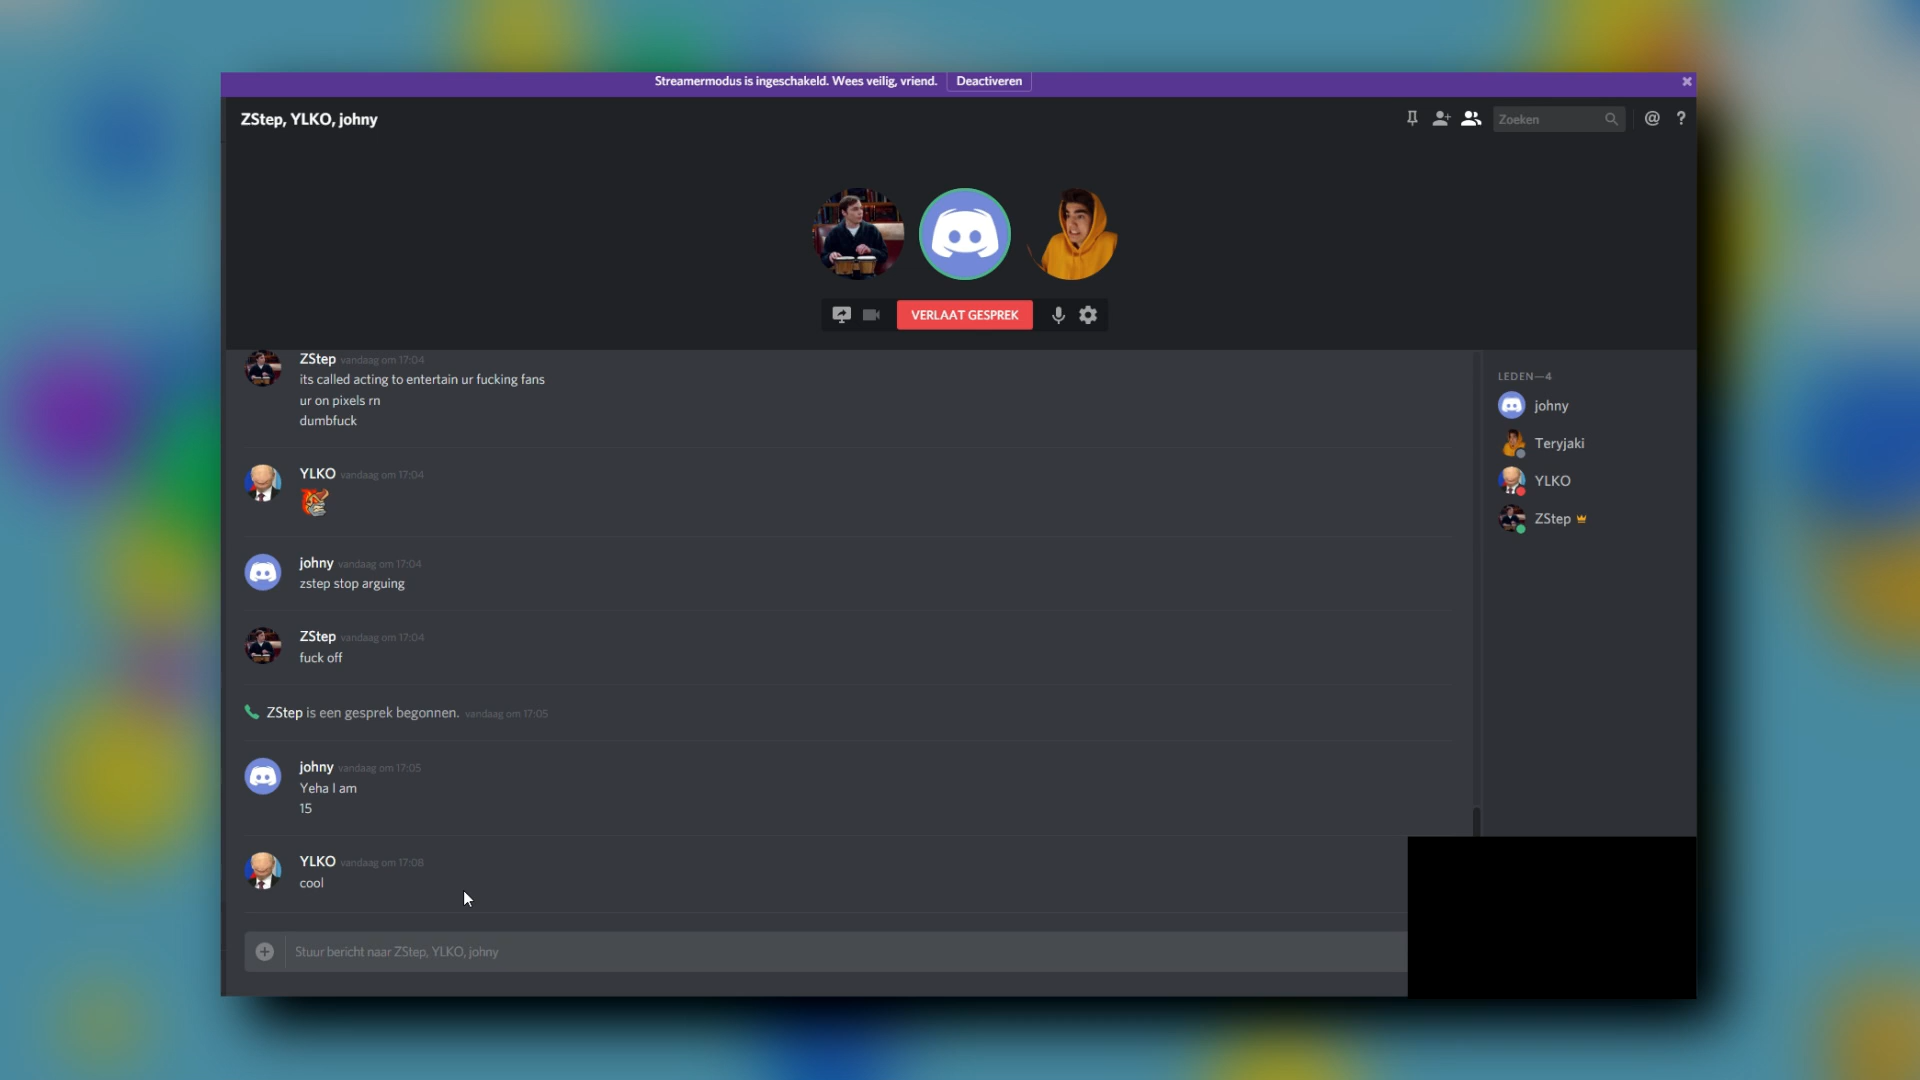 Streamermodus is ingeschakeld. Wees veilig, vriend. Deactiveren
ZStep, YLKO, johny
Zoeken
VERLAAT GESPREK
ZStep vandaag om 17:04
its called acting to entertain ur fucking fans
ur on pixels rn
dumbfuck
YLKO vandaag om 17:04
johny vandaag om 17:04
zstep stop arguing
ZStep vandaag om 17:04
fuck off
ZStep is een gesprek begonnen. vandaag om 17:05
johny vandaag om 17:05
Yeha I am
15
YLKO vandaag om 17:08
cool
Stuur bericht naar ZStep, YLKO, johny
LEDEN—4
johny
Teryjaki
YLKO
ZStep